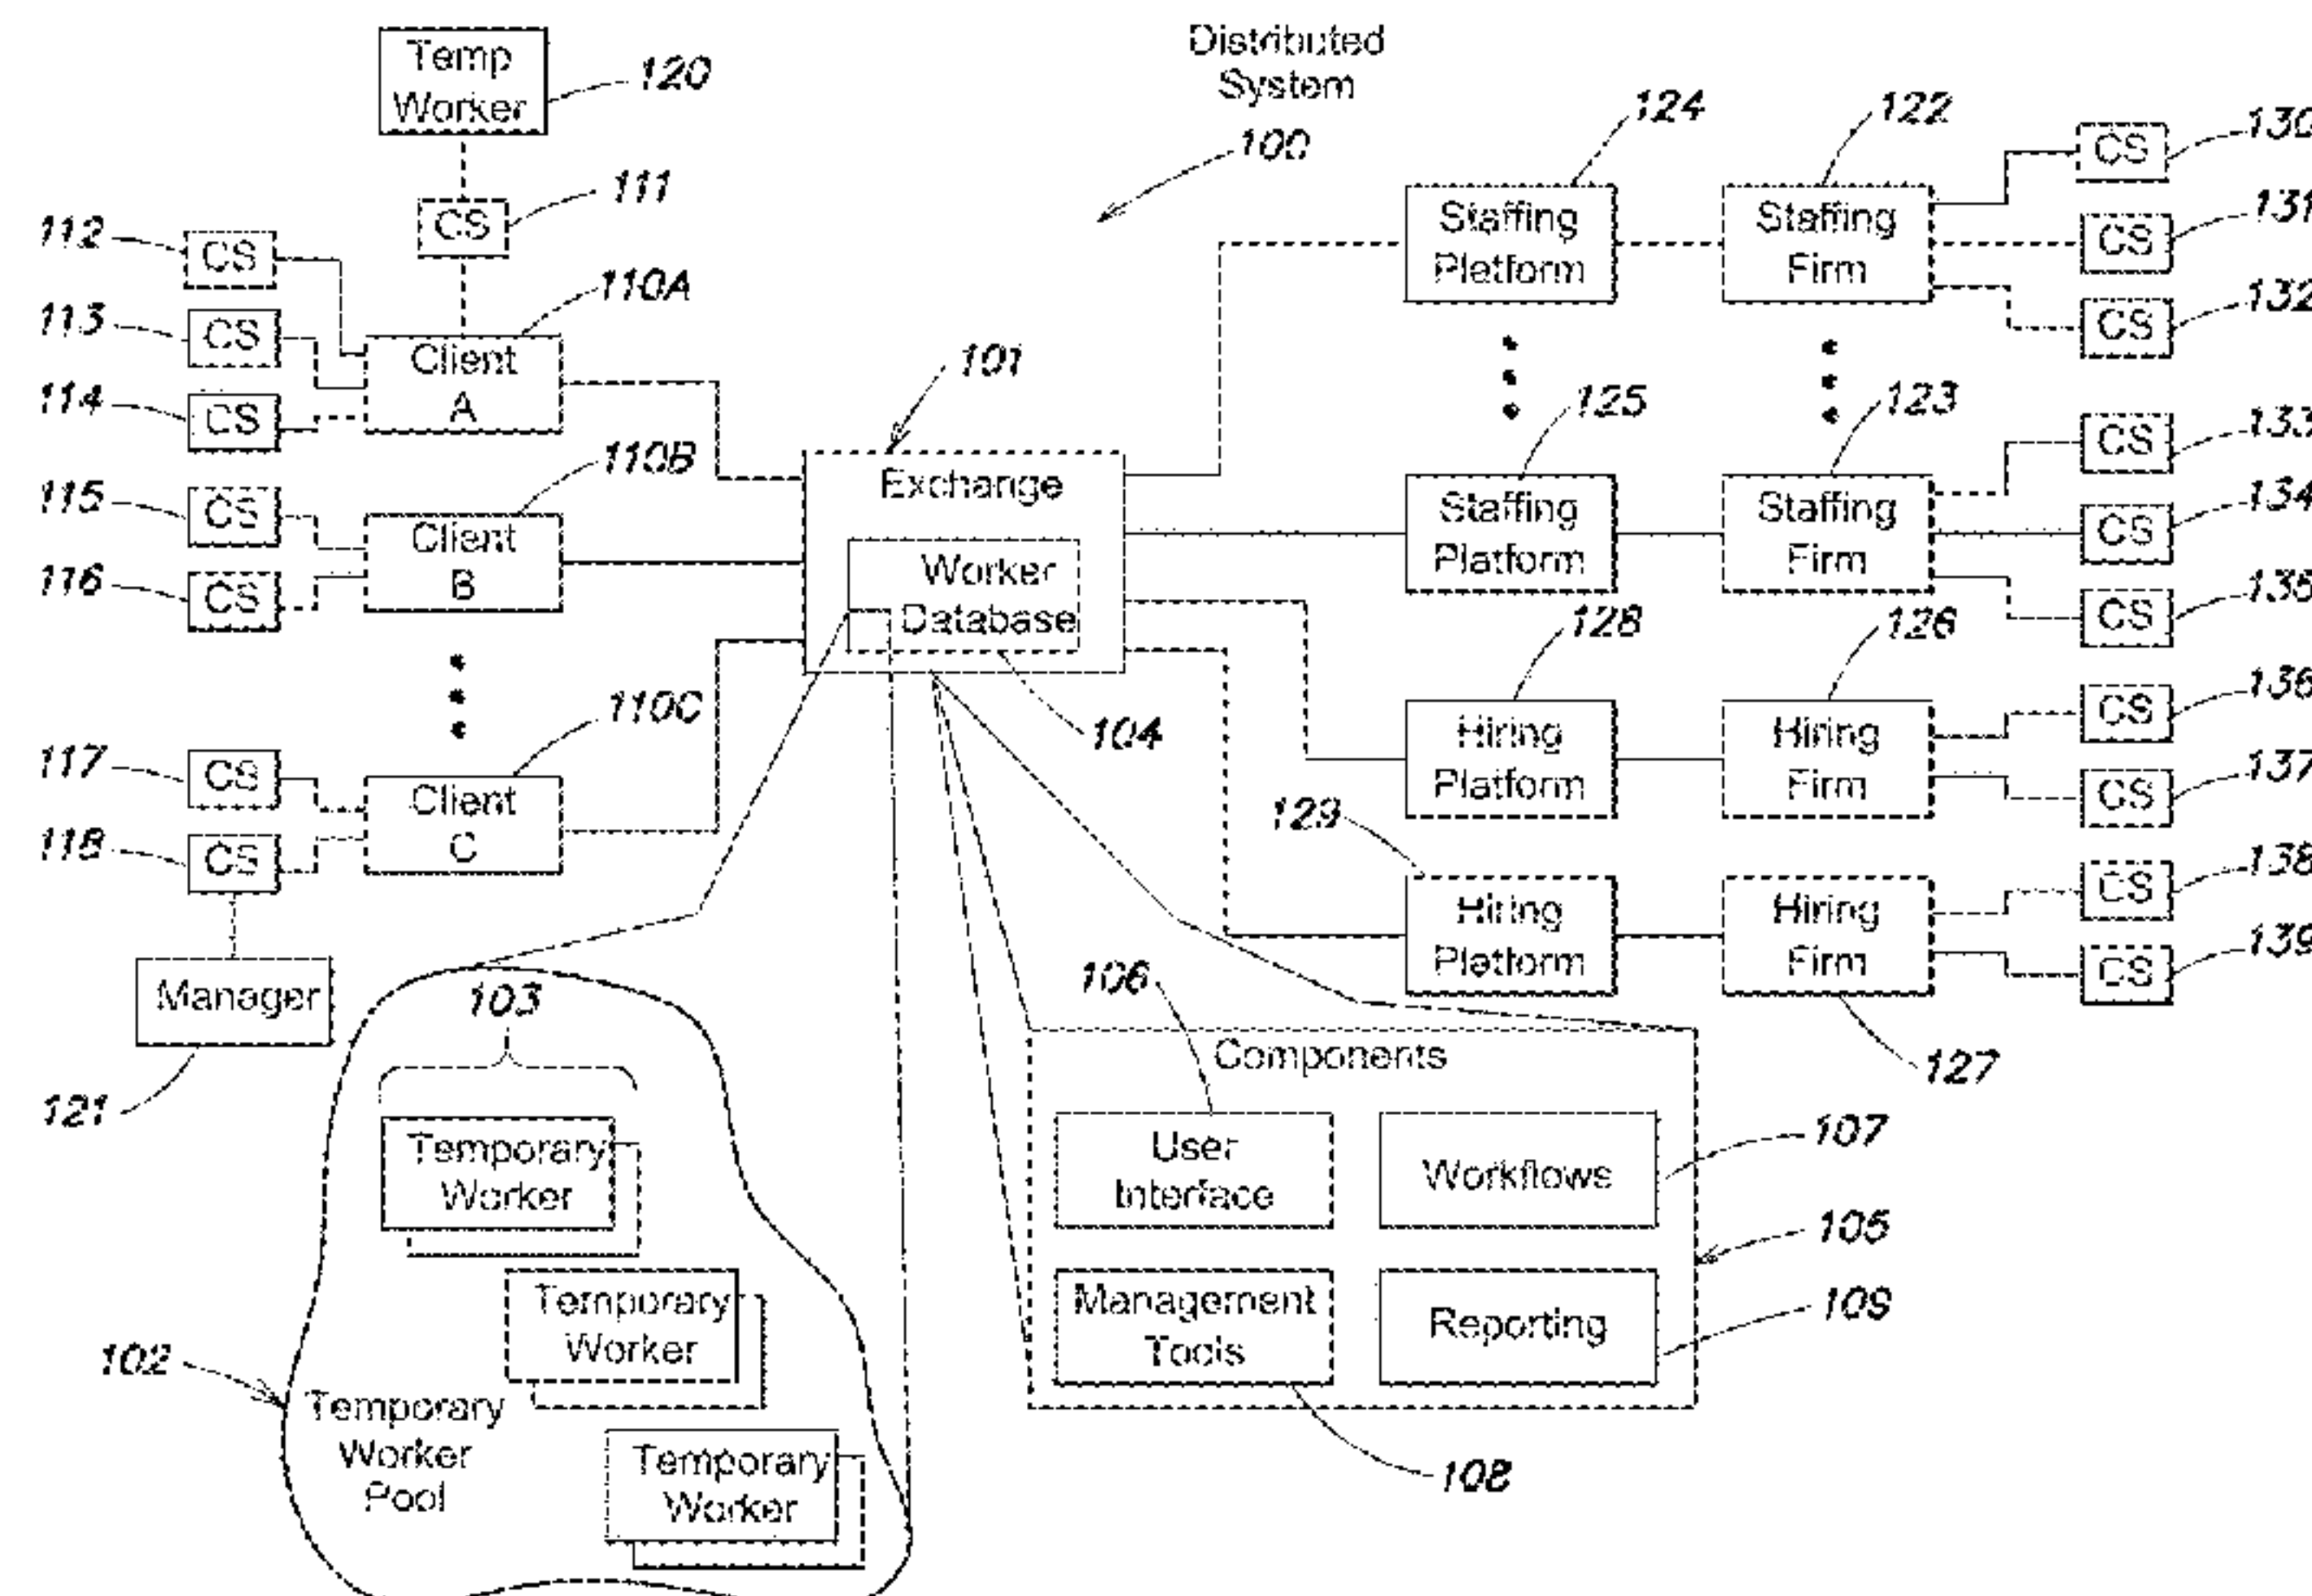 Distributed
System
100
Temp
Worker
120
CS
111
112
CS
113
CS
114
CS
110A
Client
A
115
CS
116
CS
110B
Client
B
117
CS
118
CS
110C
Client
C
Manager
121
101
Exchange
Worker
Database
104
124
Staffing
Platform
122
Staffing
Firm
CS
130
CS
131
CS
132
125
Staffing
Platform
123
Staffing
Firm
CS
133
CS
134
CS
135
128
Hiring
Platform
126
Hiring
Firm
CS
136
CS
137
129
Hiring
Platform
Hiring
Firm
127
CS
138
CS
139
103
Temporary
Worker
Temporary
Worker
Temporary
Worker
102
Temporary
Worker
Pool
106
Components
User
Interface
Workflows
107
105
Management
Tools
Reporting
109
108